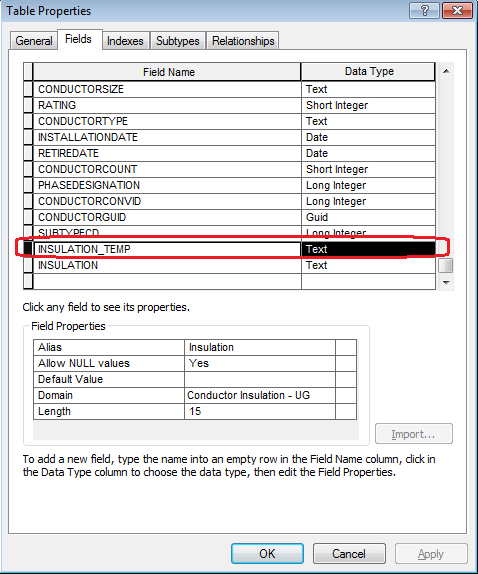 Table Properties
?
General Fields Indexes Subtypes Relationships
Field Name Data Type
CONDUCTORSIZE Text
RATING Short Integer
CONDUCTORTYPE Text
INSTALLATIONDATE Date
RETIREDATE Date
CONDUCTORCOUNT Short Integer
PHASEDESIGNATION Long Integer
CONDUCTORCONVID Long Integer
CONDUCTORGUID Guid
SUBTYPECD Long Integer
INSULATION_TEMP Text
INSULATION Text
Click any field to see its properties.
Field Properties
Alias Insulation
Allow NULL values Yes
Default Value
Domain Conductor Insulation - UG
Length 15
Import...
To add a new field, type the name into an empty row in the Field Name column, click in
the Data Type column to choose the data type, then edit the Field Properties.
OK Cancel Apply